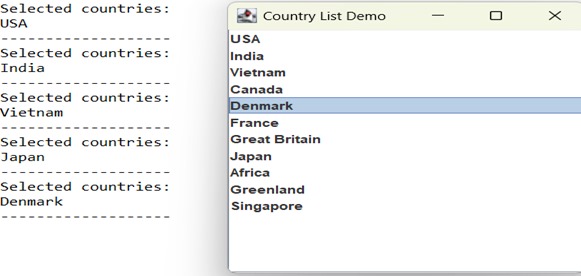 Selected countries:
USA
-------------------
Selected countries:
India
-------------------
Selected countries:
Vietnam
-------------------
Selected countries:
Japan
-------------------
Selected countries:
Denmark
-------------------
Country List Demo
USA
India
Vietnam
Canada
Denmark
France
Great Britain
Japan
Africa
Greenland
Singapore